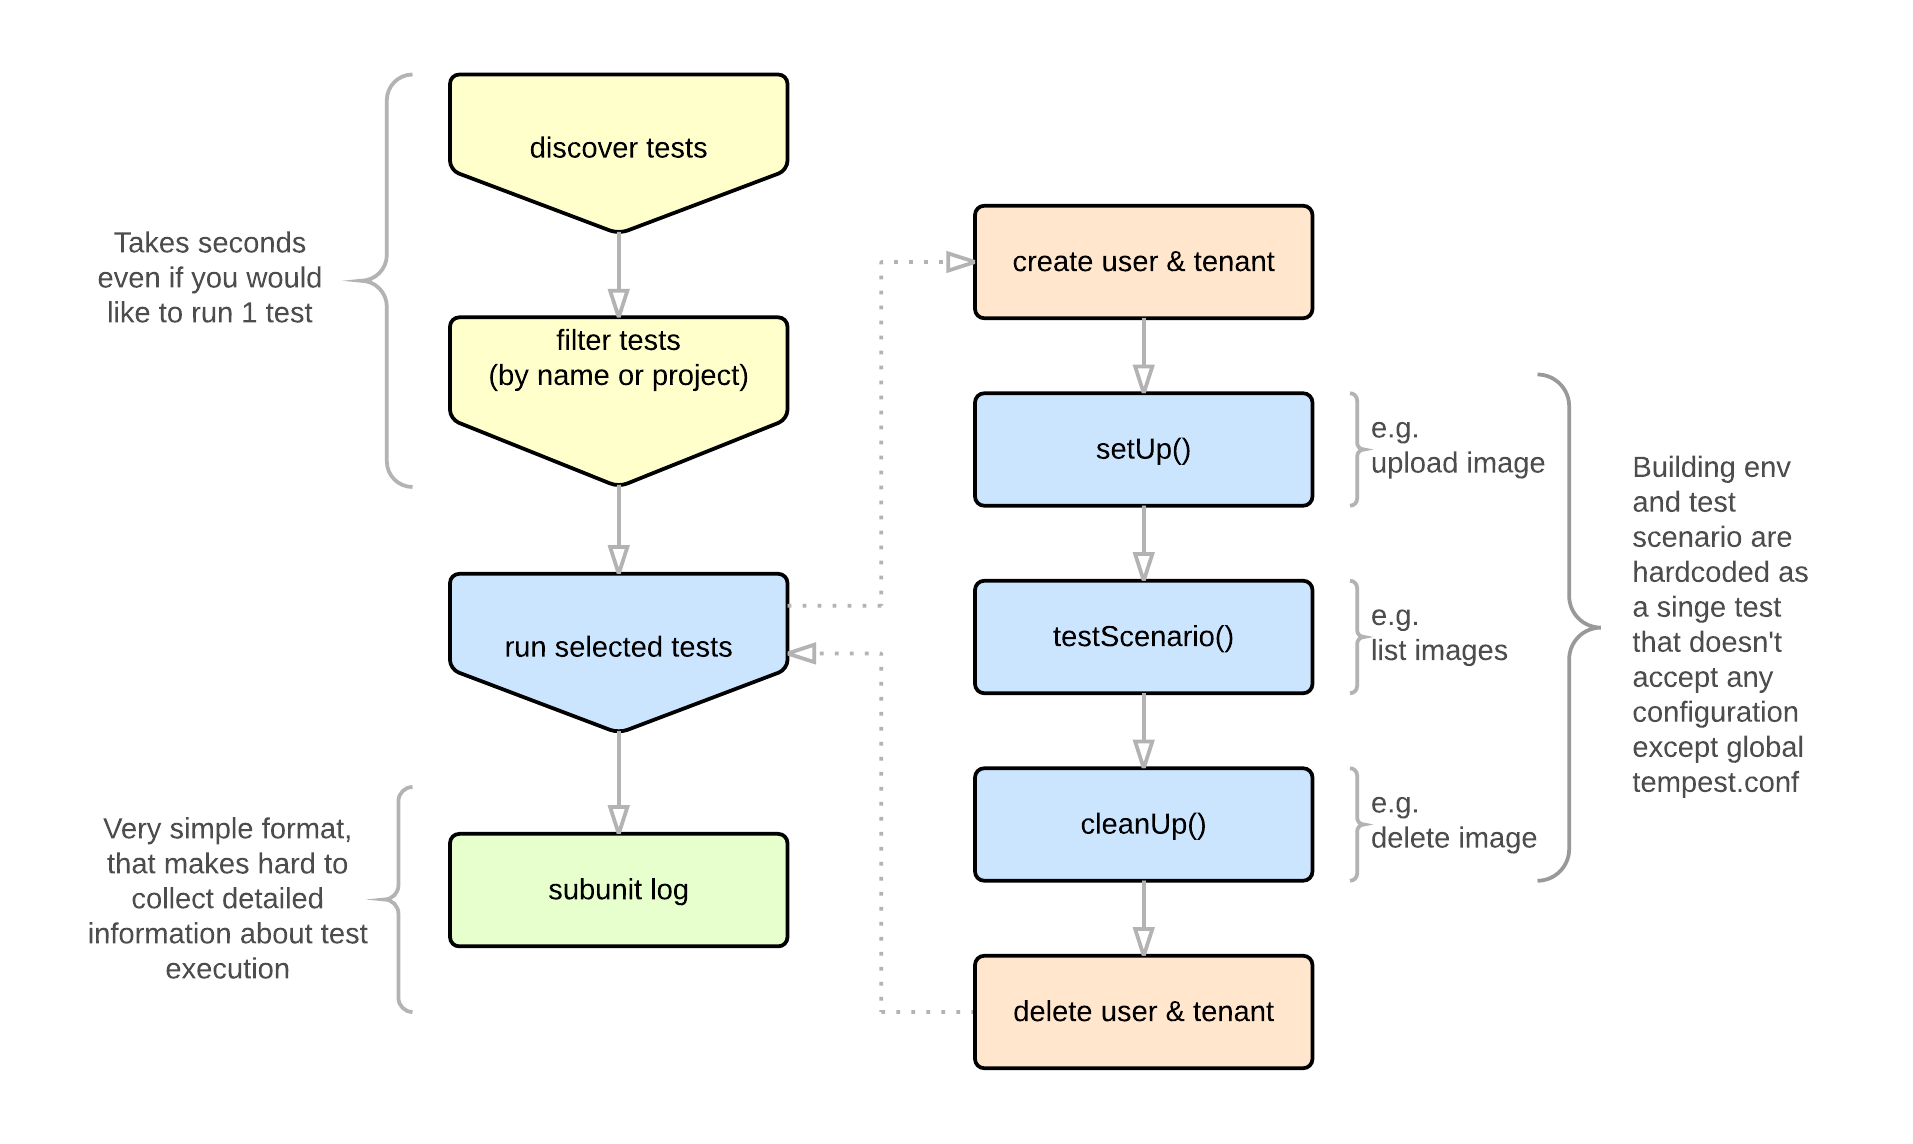 discover tests
Takes seconds
even if you would
like to run 1 test
filter tests
(by name or project)
run selected tests
Very simple format,
that makes hard to
collect detailed
information about test
execution
subunit log
create user & tenant
setUp()
e.g.
upload image
testScenario()
e.g.
list images
cleanUp()
e.g.
delete image
delete user & tenant
Building env
and test
scenario are
hardcoded as
a singe test
that doesn't
accept any
configuration
except global
tempest.conf